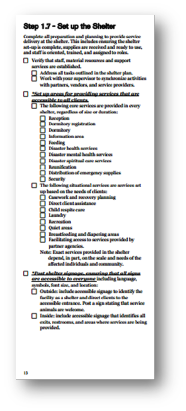 Step 1.7 - Set up the Shelter
Complete all preparation and planning to provide service
delivery at the shelter. This includes ensuring the shelter
set-up is complete, supplies are received and ready to use,
and staff is oriented, trained, and assigned to roles.
Verify that staff, material resources and support
services are established.
Address all tasks outlined in the shelter plan.
Work with your supervisor to synchronize activities
with partners, vendors, and service providers.
*Set up areas for providing services that are
accessible to all clients.
The following core services are provided in every
shelter, regardless of size or duration:
Reception
Dormitory registration
Dormitory
Information area
Feeding
Disaster health services
Disaster mental health services
Disaster spiritual care services
Reunification
Distribution of emergency supplies
Security
The following situational services are services set
up based on the needs of clients:
Casework and recovery planning
Direct client assistance
Child respite care
Laundry
Recreation
Quiet areas
Breastfeeding and diapering areas
Facilitating access to services provided by
partner agencies.
Note: Exact services provided in the shelter
depend, in part, on the scale and needs of the
affected individuals and community.
*Post shelter signage, ensuring that all signs
are accessible to everyone including language,
symbols, font size, and location:
Outside: include accessible signage to identify the
facility as a shelter and direct clients to the
accessible entrance. Post a sign stating that service
animals are welcome.
Inside: include accessible signage that identifies all
exits, restrooms, and areas where services are being
provided.